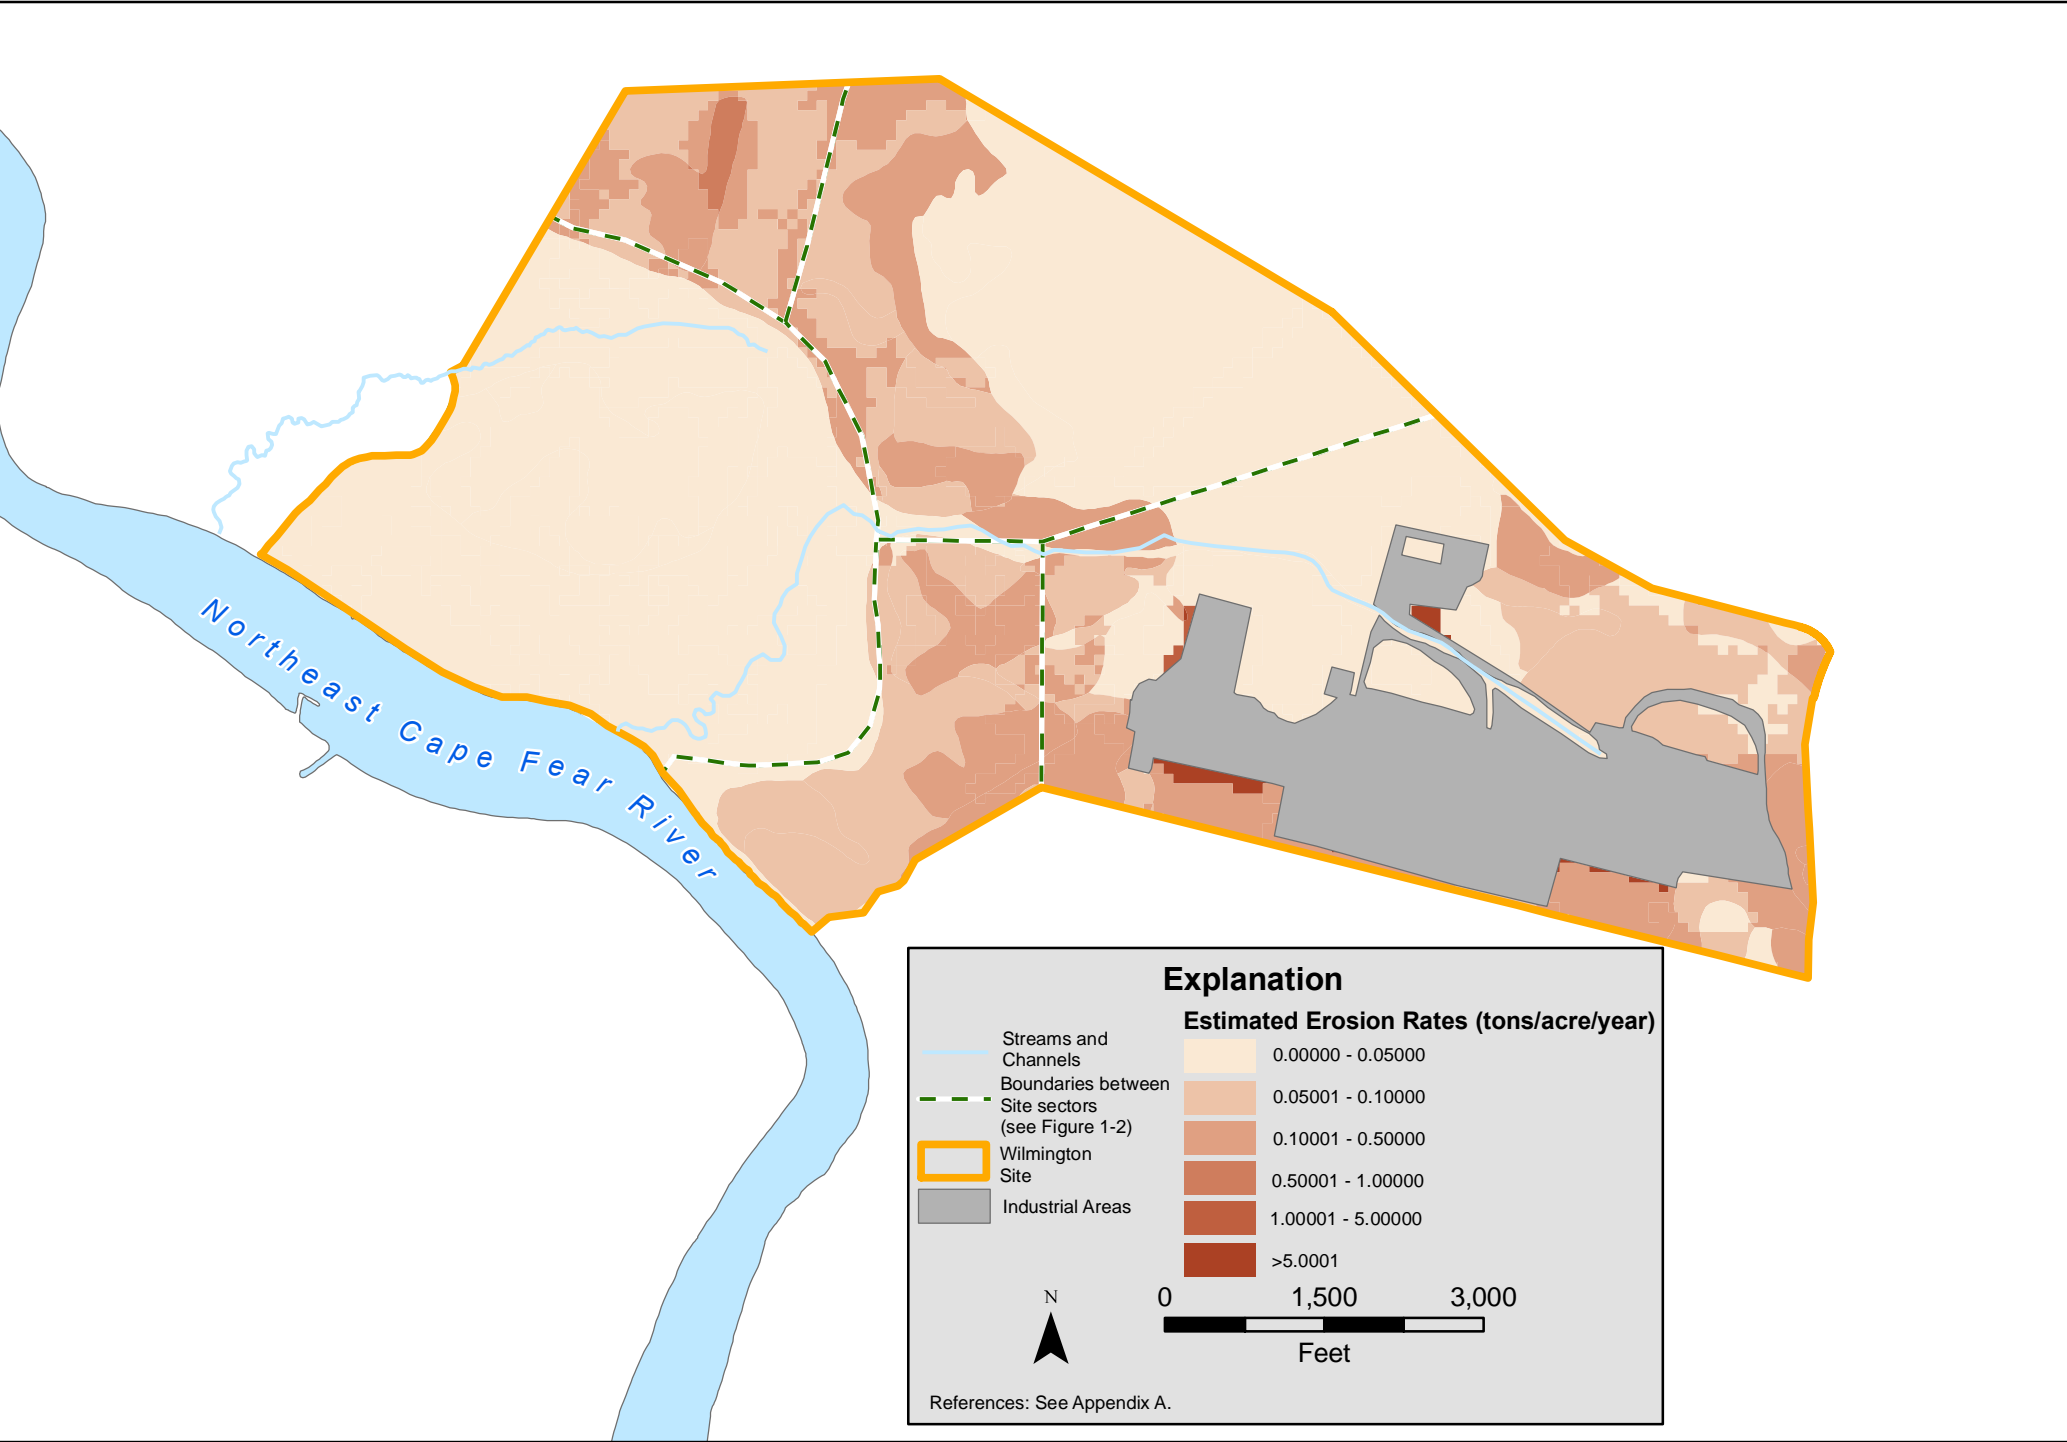 Northeast Cape Fear River
Explanation
Estimated Erosion Rates (tons/acre/year)
Streams and
Channels
Boundaries between
Site sectors
(see Figure 1-2)
Wilmington
Site
Industrial Areas
0.00000 - 0.05000
0.05001 - 0.10000
0.10001 - 0.50000
0.50001 - 1.00000
1.00001 - 5.00000
>5.0001
N
0 1,500 3,000
Feet
References: See Appendix A.